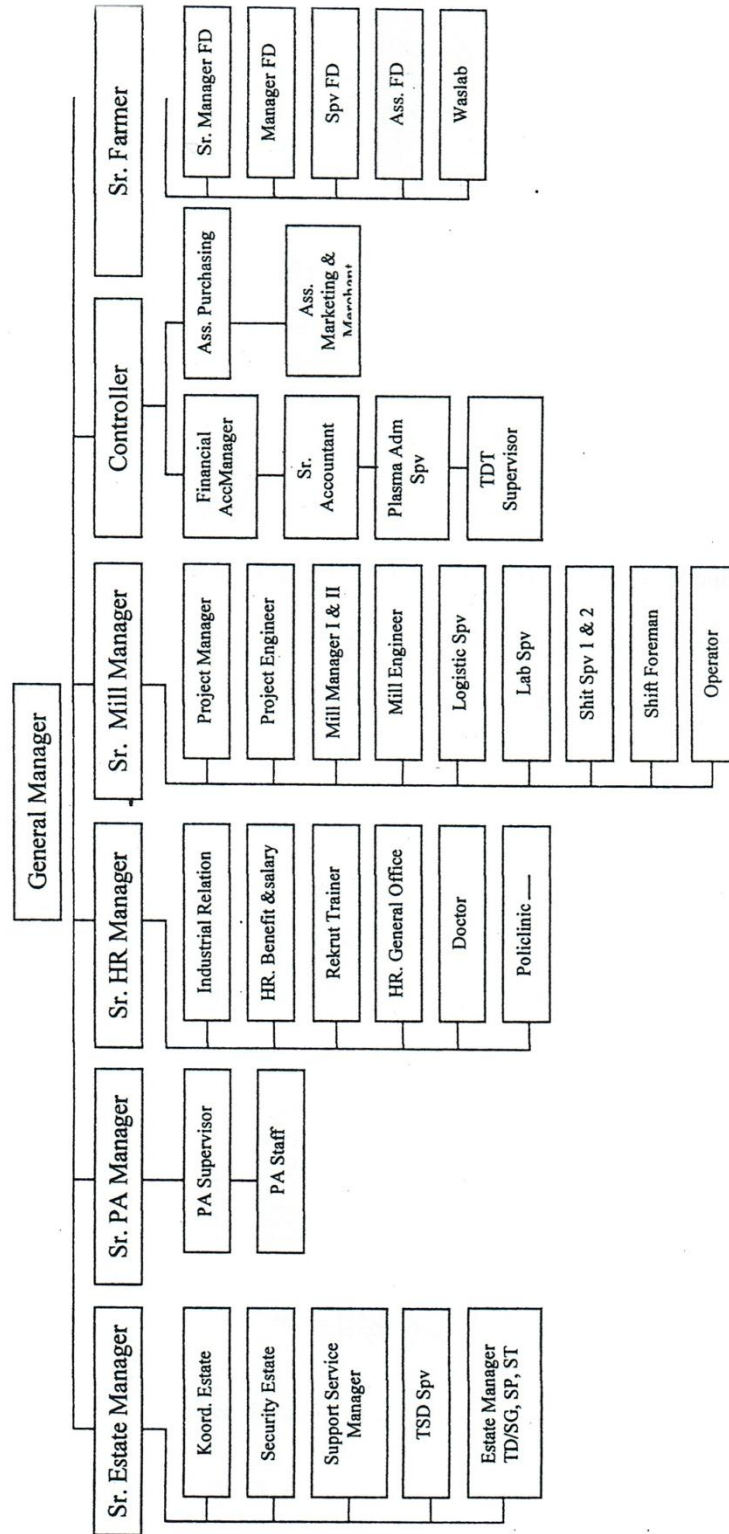 General Manager
Sr. Estate Manager
Koord. Estate
Security Estate
Support Service
Manager
TSD Spv
Estate Manager
TD/SG, SP, ST
Sr. PA Manager
PA Supervisor
PA Staff
Sr. HR Manager
Industrial Relation
HR. Benefit &salary
Rekrut Trainer
HR. General Office
Doctor
Policlinic
Sr. Mill Manager
Project Manager
Project Engineer
Mill Manager I & II
Mill Engineer
Logistic Spv
Lab Spv
Shit Spv 1 & 2
Shift Foreman
Operator
Controller
Financial
AccManager
Sr.
Accountant
Plasma Adm
Spv
TDT
Supervisor
Ass. Purchasing
Ass.
Marketing &
Merchant
Sr. Farmer
Sr. Manager FD
Manager FD
Spv FD
Ass. FD
Waslab